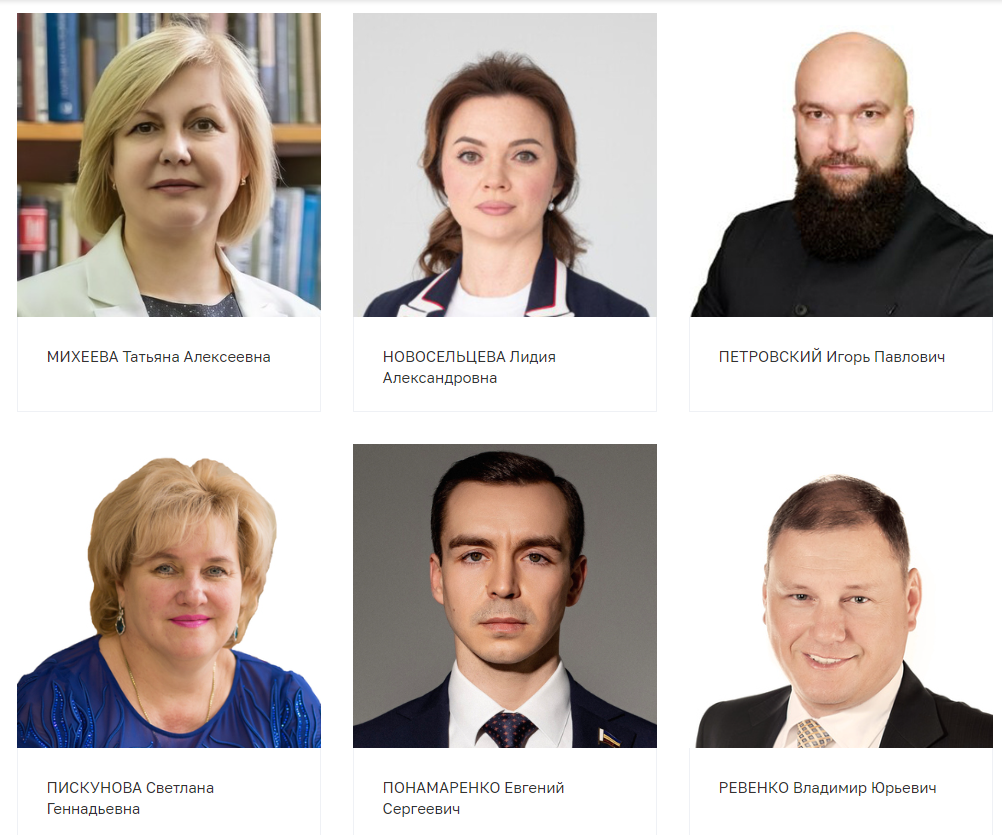 МИХЕЕВА Татьяна Алексеевна
НОВОСЕЛЬЦЕВА Лидия
Александровна
ПЕТРОВСКИЙ Игорь Павлович
ПИСКУНОВА Светлана
Геннадьевна
ПОНАМАРЕНКО Евгений
Сергеевич
РЕВЕНКО Владимир Юрьевич